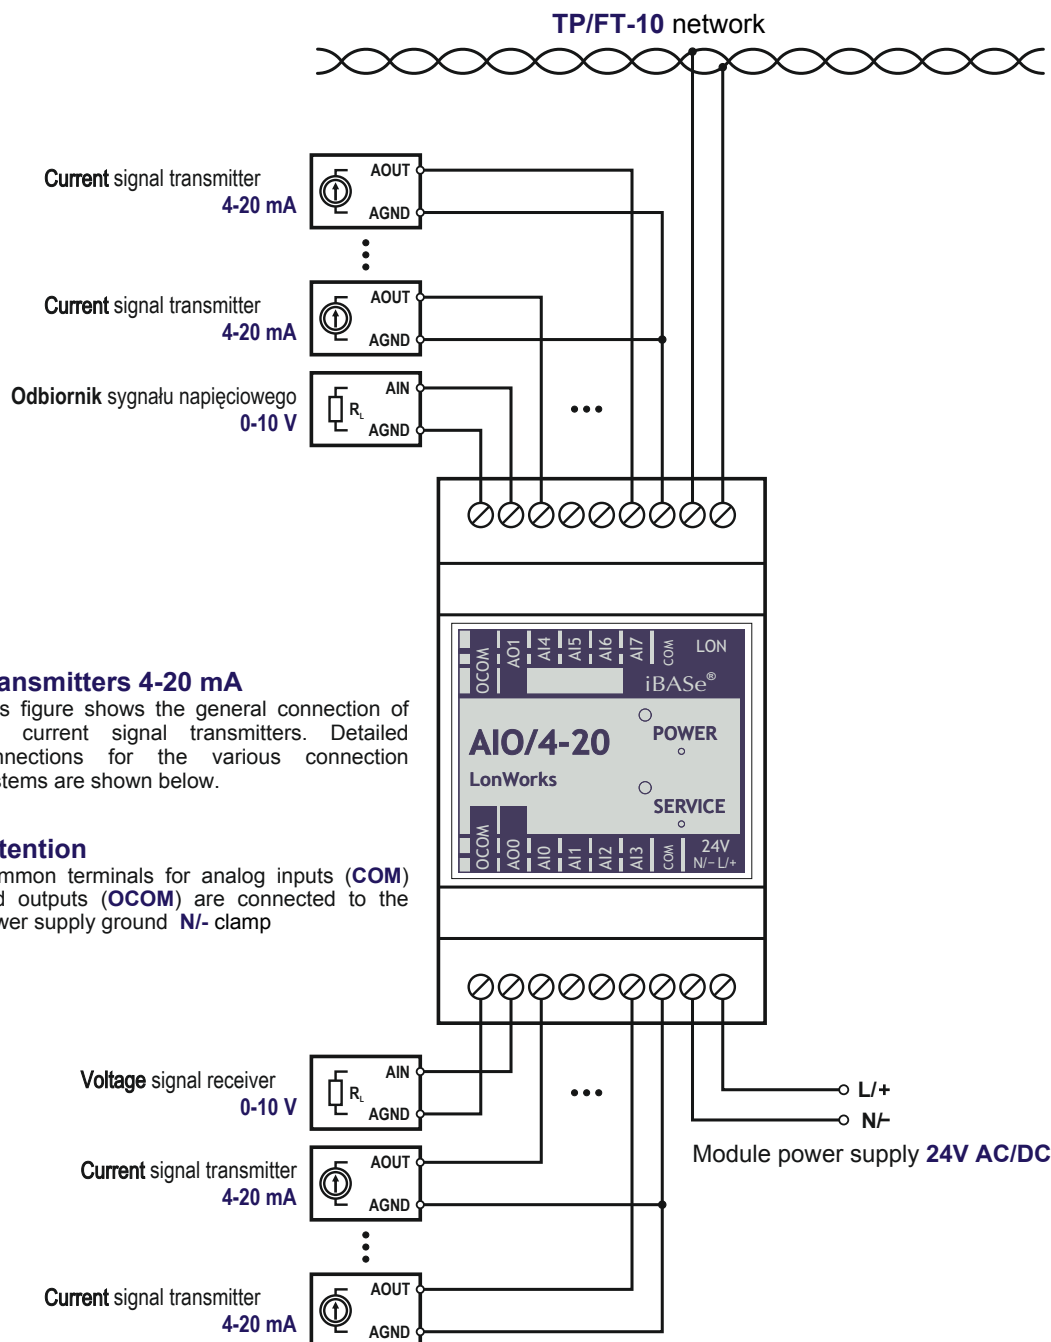 TP/FT-10 network
Current signal transmitter
4-20 mA
AOUT
AGND
Current signal transmitter
4-20 mA
AOUT
AGND
Odbiornik sygnału napięciowego
0-10 V
RL
AIN
AGND
OCOM
AO1
AI4
AI5
AI6
AI7
COM
LON
iBASe®
AIO/4-20
LonWorks
POWER
SERVICE
OCOM
AO0
AI0
AI1
AI2
AI3
COM
24V
N/- L/+
ansmitters 4-20 mA
s figure shows the general connection of
current signal transmitters. Detailed
nnections for the various connection
stems are shown below.
tention
mmon terminals for analog inputs (COM)
d outputs (OCOM) are connected to the
wer supply ground N/- clamp
Voltage signal receiver
0-10 V
RL
AIN
AGND
Current signal transmitter
4-20 mA
AOUT
AGND
Current signal transmitter
4-20 mA
AOUT
AGND
L/+
N/-
Module power supply 24V AC/DC